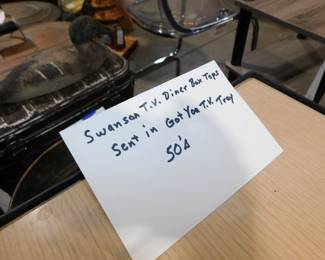 Swanson T.V. Diner Box Tops
Sent in Got You T.V. Tray
50's